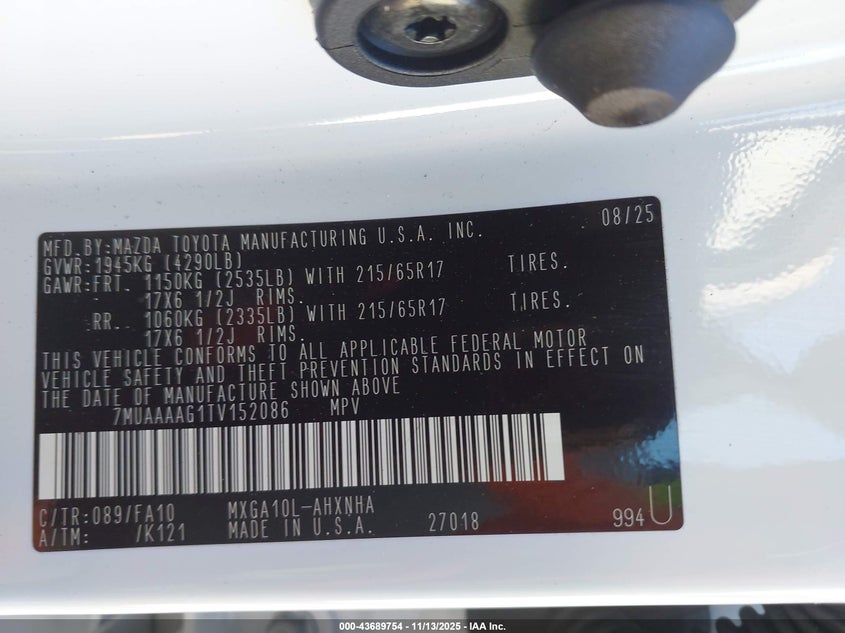 08/25
MFD.BY:MAZDA TOYOTA MANUFACTURING U.S.A. INC.
GVWR:1945KG (4290LB)
GAWR:FRT. 1150KG (2535LB) WITH 215/65R17 TIRES.
17X6 1/2J RIMS.
RR. 1060KG (2335LB) WITH 215/65R17 TIRES.
17X6 1/2J RIMS.
THIS VEHICLE CONFORMS TO ALL APPLICABLE FEDERAL MOTOR
VEHICLE SAFETY AND THEFT PREVENTION STANDARDS IN EFFECT ON
THE DATE OF MANUFACTURE SHOWN ABOVE
7MUAAAAG1TV152086 MPV
C/TR:089/FA10 MXGA10L-AHXNHA
A/TM: /K121 MADE IN U.S.A. 27018 994 U
000-43689754 - 11/13/2025 - IAA Inc.